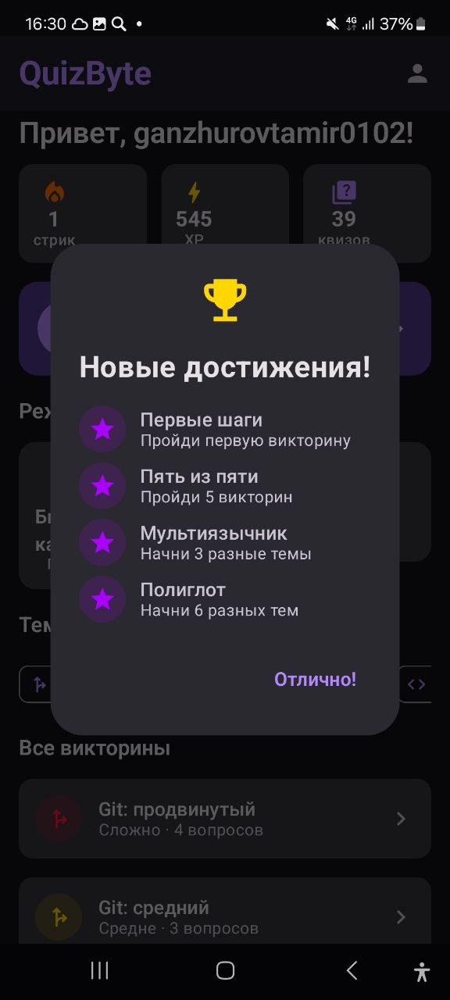 16:30 4G 37%
QuizByte
Привет, ganzhurovtamir0102!
1 545 39
стрик XP квизов
Новые достижения!
Первые шаги
Пройди первую викторину
Пять из пяти
Пройди 5 викторин
Мультиязычник
Начни 3 разные темы
Полиглот
Начни 6 разных тем
Отлично!
Все викторины
Git: продвинутый
Сложно · 4 вопросов
Git: средний
Средне · 3 вопросов